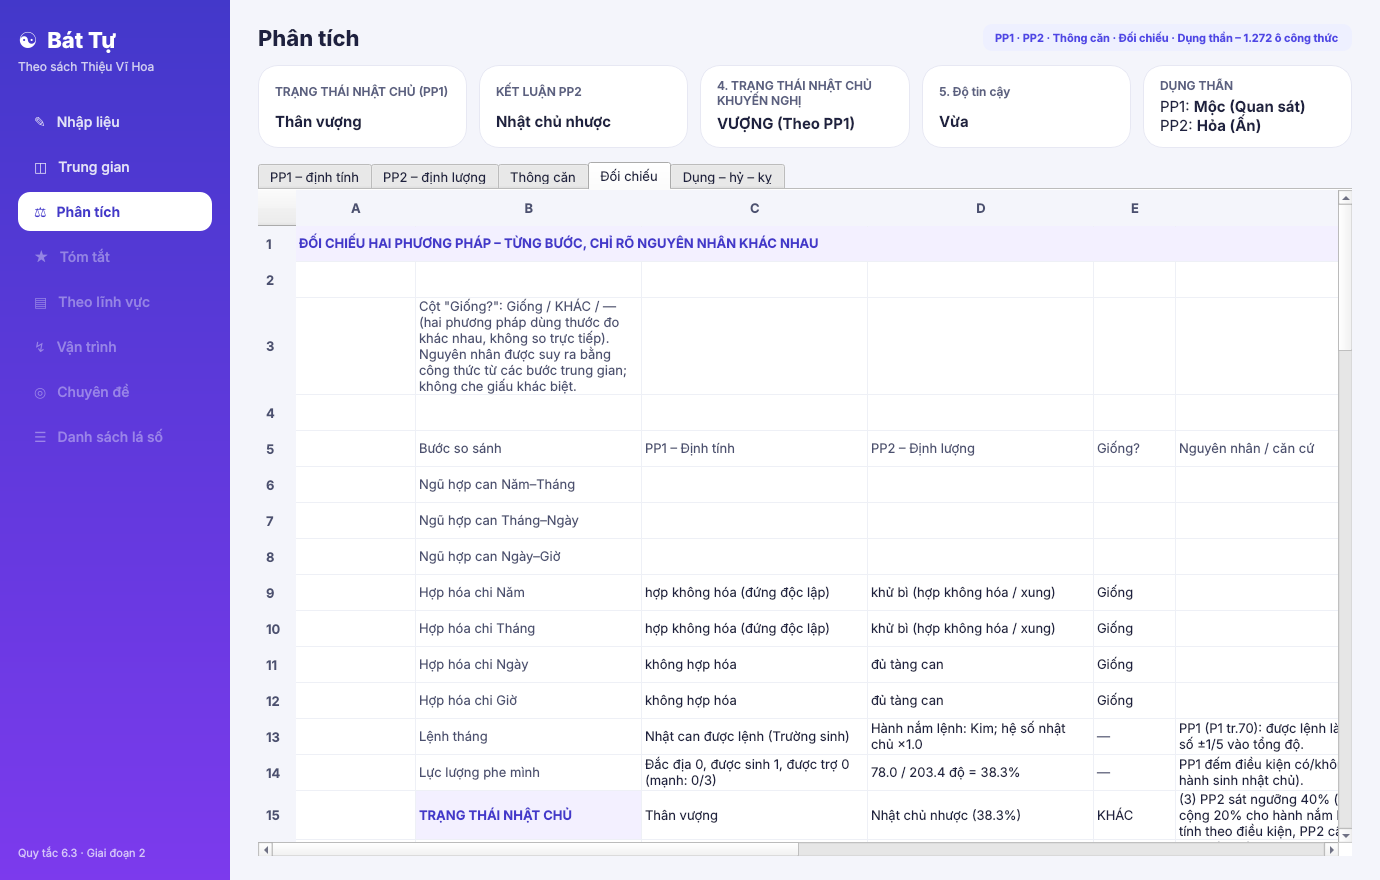 ☯ Bát Tự
Theo sách Thiệu Vĩ Hoa
✎ Nhập liệu
◫ Trung gian
⚖ Phân tích
★ Tóm tắt
▤ Theo lĩnh vực
↯ Vận trình
◎ Chuyên đề
☰ Danh sách lá số
Quy tắc 6.3 · Giai đoạn 2
Phân tích
PP1 · PP2 · Thông căn · Đối chiếu · Dụng thần – 1.272 ô công thức
TRẠNG THÁI NHẬT CHỦ (PP1)
Thân vượng
KẾT LUẬN PP2
Nhật chủ nhược
4. TRẠNG THÁI NHẬT CHỦ
KHUYẾN NGHỊ
VƯỢNG (Theo PP1)
5. Độ tin cậy
Vừa
DỤNG THẦN
PP1: Mộc (Quan sát)
PP2: Hỏa (Ấn)
PP1 – định tính
PP2 – định lượng
Thông căn
Đối chiếu
Dụng – hỷ – kỵ
A B C D E
1 ĐỐI CHIẾU HAI PHƯƠNG PHÁP – TỪNG BƯỚC, CHỈ RÕ NGUYÊN NHÂN KHÁC NHAU
2
3 Cột "Giống?": Giống / KHÁC / —
(hai phương pháp dùng thước đo
khác nhau, không so trực tiếp).
Nguyên nhân được suy ra bằng
công thức từ các bước trung gian;
không che giấu khác biệt.
4
5 Bước so sánh PP1 – Định tính PP2 – Định lượng Giống? Nguyên nhân / căn cứ
6 Ngũ hợp can Năm–Tháng
7 Ngũ hợp can Tháng–Ngày
8 Ngũ hợp can Ngày–Giờ
9 Hợp hóa chi Năm hợp không hóa (đứng độc lập) khử bì (hợp không hóa / xung) Giống
10 Hợp hóa chi Tháng hợp không hóa (đứng độc lập) khử bì (hợp không hóa / xung) Giống
11 Hợp hóa chi Ngày không hợp hóa đủ tàng can Giống
12 Hợp hóa chi Giờ không hợp hóa đủ tàng can Giống
13 Lệnh tháng Nhật can được lệnh (Trường sinh)
Hành nắm lệnh: Kim; hệ số nhật
chủ ×1.0
—
PP1 (P1 tr.70): được lệnh
số ±1/5 vào tổng độ.
14 Lực lượng phe mình
Đắc địa 0, được sinh 1, được trợ 0
(mạnh: 0/3)
78.0 / 203.4 độ = 38.3%
—
PP1 đếm điều kiện
hành sinh nhật chủ).
15 TRẠNG THÁI NHẬT CHỦ Thân vượng Nhật chủ nhược (38.3%) KHÁC
(3) PP2 sát ngưỡng 40% (
cộng 20% cho hành nắm
tính theo điều kiện, PP2